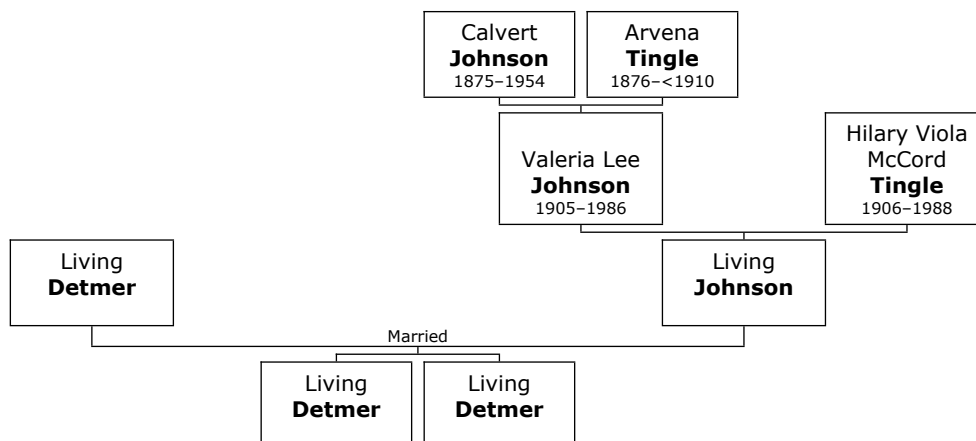 Calvert
Johnson
1875–1954
Arvena
Tingle
1876–<1910
Valeria Lee
Johnson
1905–1986
Hilary Viola
McCord
Tingle
1906–1988
Living
Detmer
Living
Johnson
Married
Living
Detmer
Living
Detmer